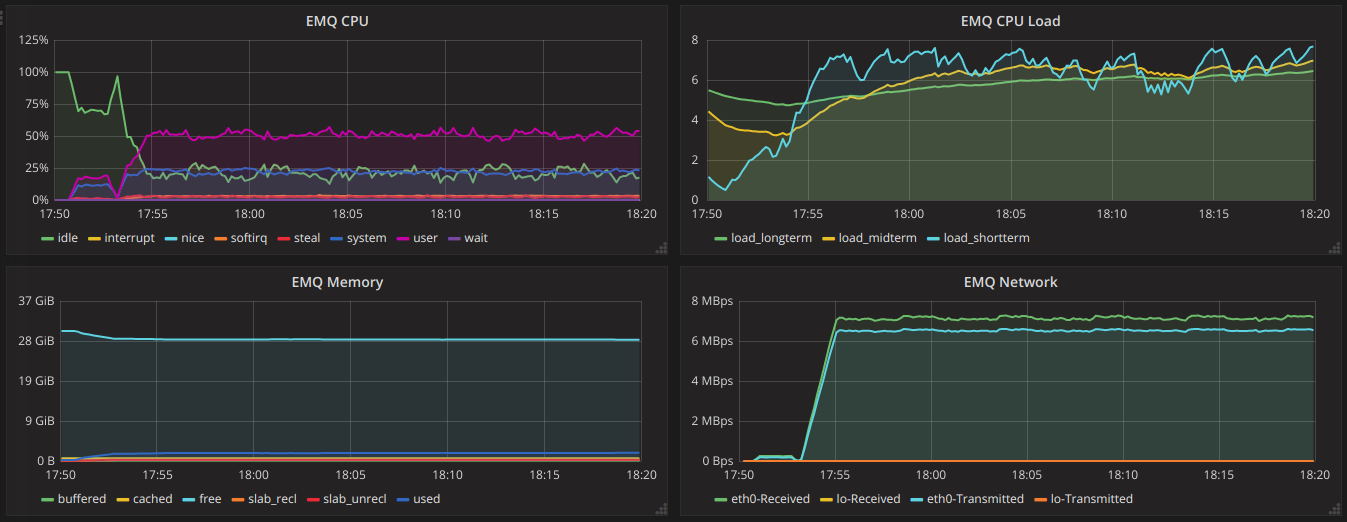 EMQ CPU
125%
100%
75%
50%
25%
0%
17:50 17:55 18:00 18:05 18:10 18:15 18:20
idle interrupt nice softirq steal system user wait
EMQ CPU Load
8
6
4
2
0
17:50 17:55 18:00 18:05 18:10 18:15 18:20
load_longterm load_midterm load_shortterm
EMQ Memory
37 GiB
28 GiB
19 GiB
9 GiB
0 B
17:50 17:55 18:00 18:05 18:10 18:15 18:20
buffered cached free slab_recl slab_unrecl used
EMQ Network
8 MBps
6 MBps
4 MBps
2 MBps
0 Bps
17:50 17:55 18:00 18:05 18:10 18:15 18:20
eth0-Received lo-Received eth0-Transmitted lo-Transmitted